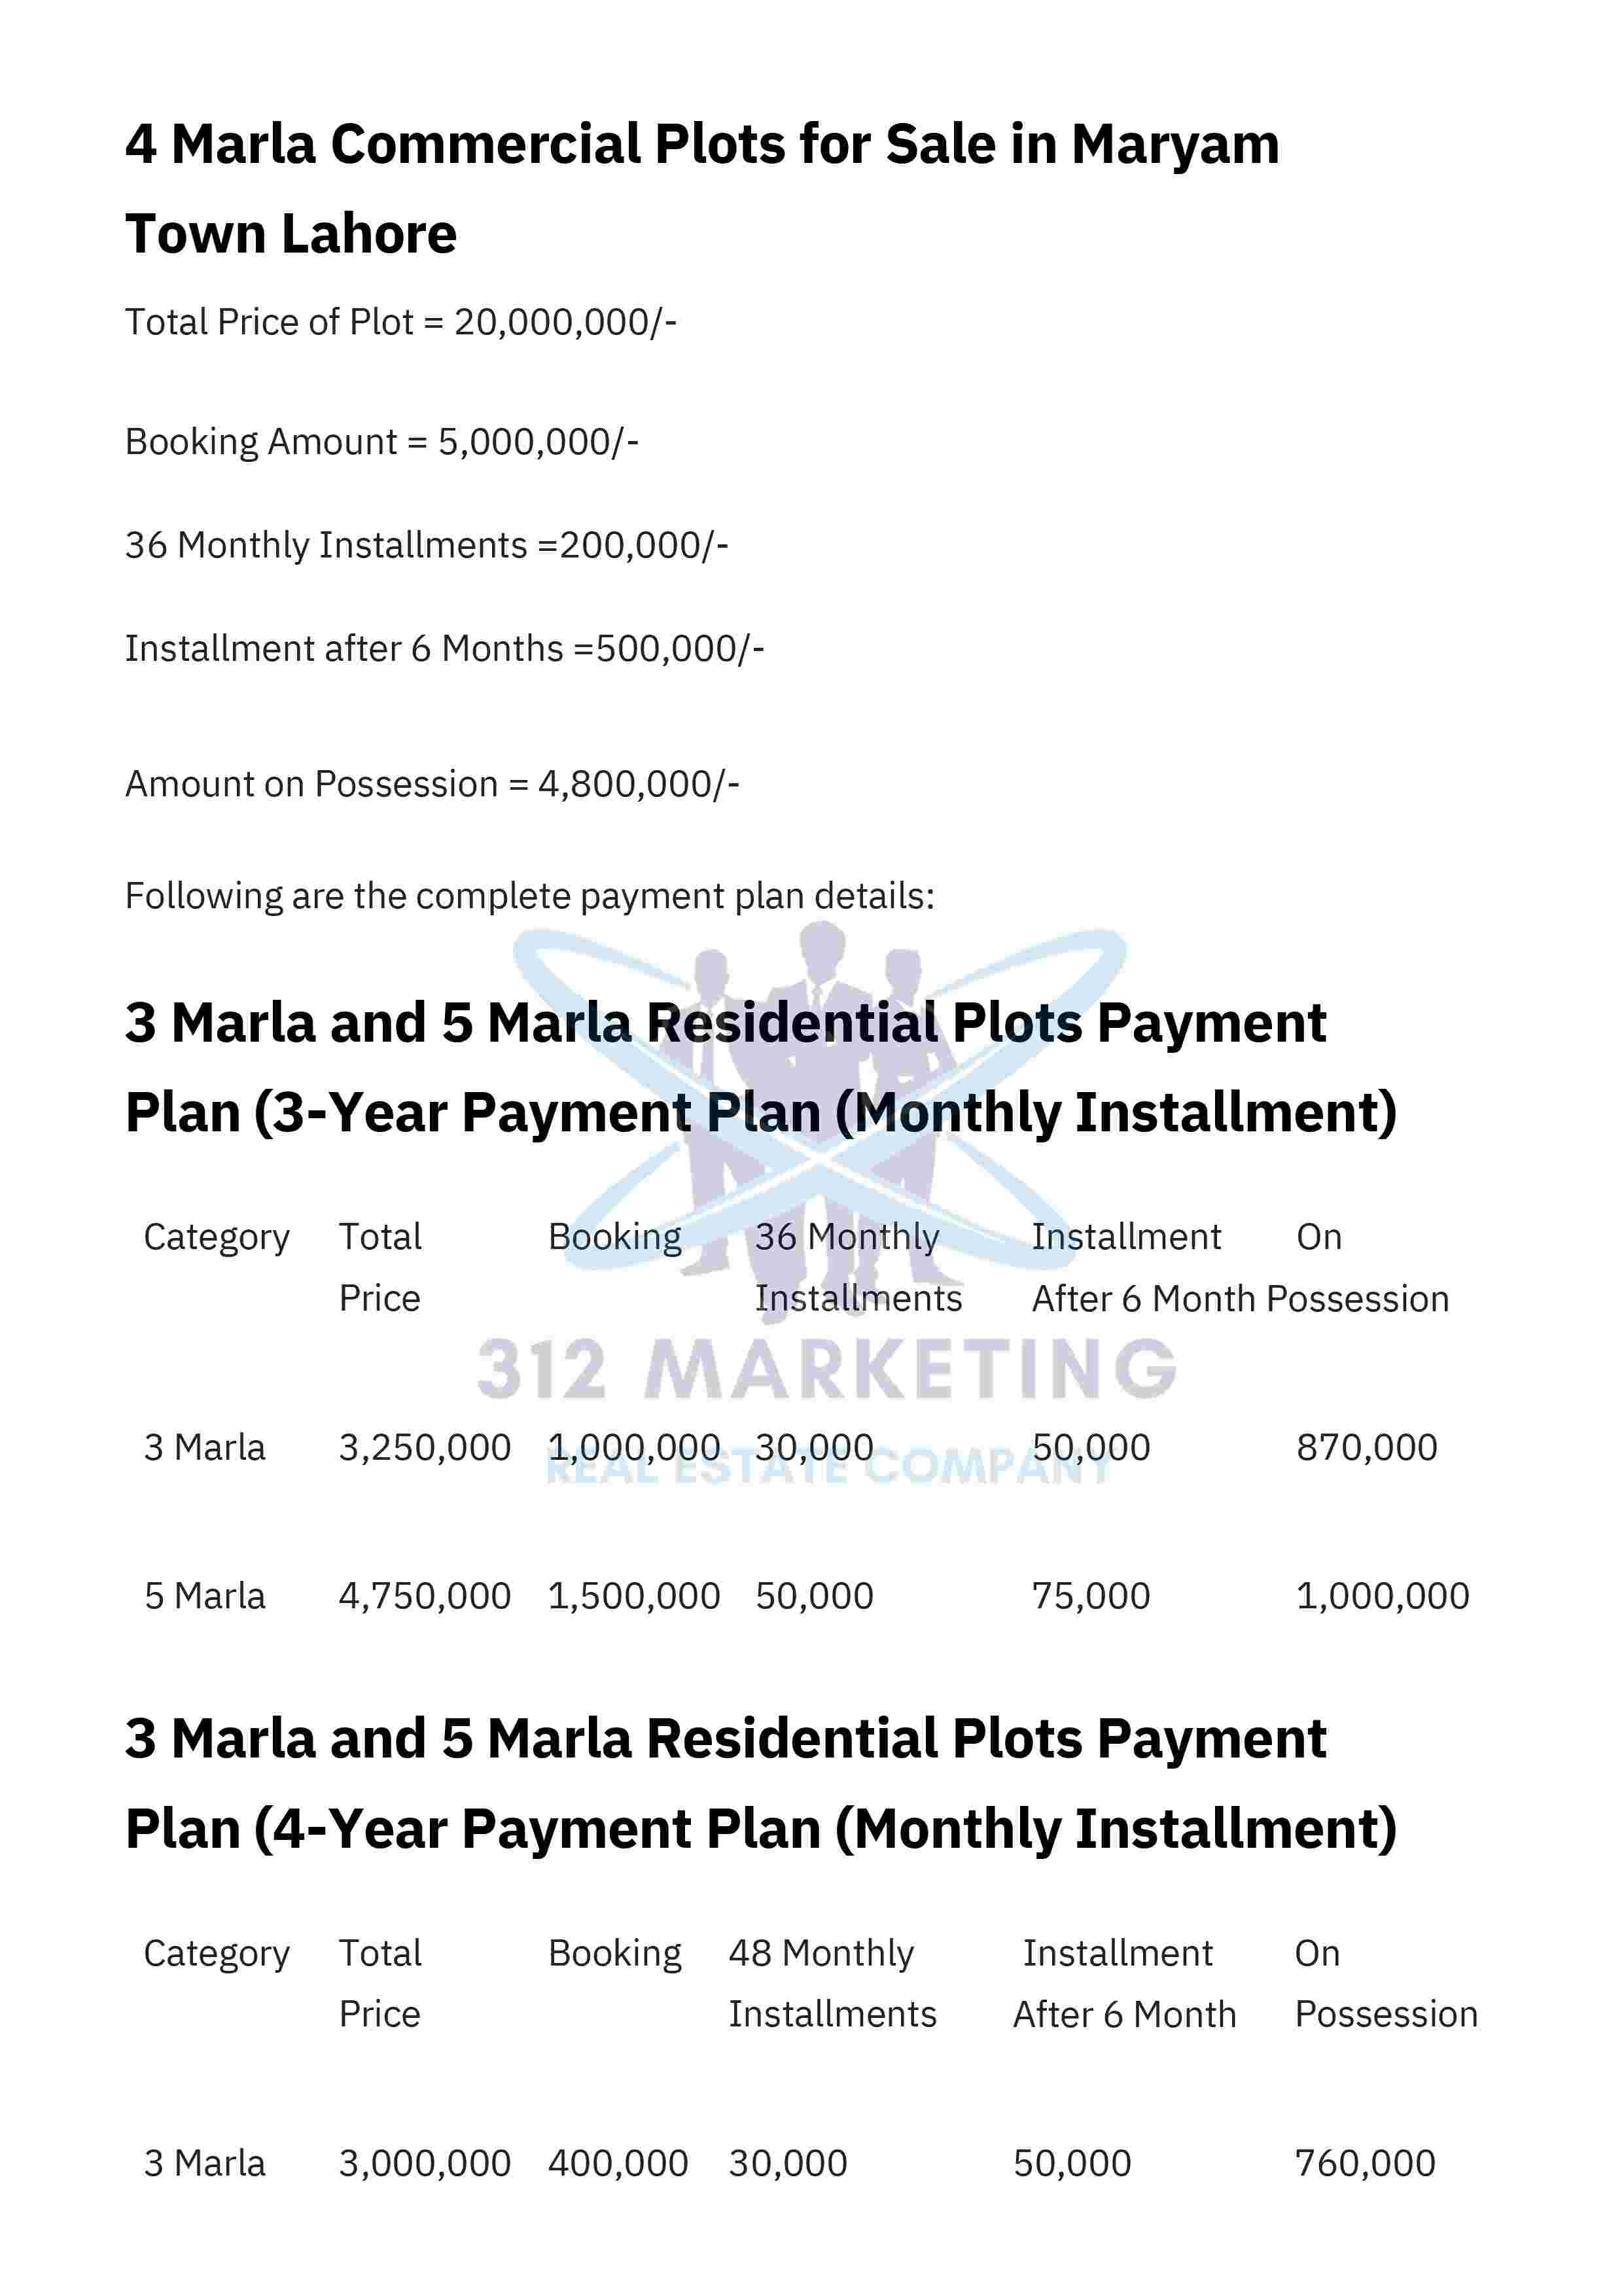 4 Marla Commercial Plots for Sale in Maryam
Town Lahore
Total Price of Plot = 20,000,000/-
Booking Amount = 5,000,000/-
36 Monthly Installments =200,000/-
Installment after 6 Months =500,000/-
Amount on Possession = 4,800,000/-
Following are the complete payment plan details:
3 Marla and 5 Marla Residential Plots Payment
Plan (3-Year Payment Plan (Monthly Installment)
Category Total Booking 36 Monthly Installment On
Price Installments After 6 Month Possession
312 MARKETING
3 Marla 3,250,000 1,000,000 30,000 50,000 870,000
REAL ESTATE COMPANY
5 Marla 4,750,000 1,500,000 50,000 75,000 1,000,000
3 Marla and 5 Marla Residential Plots Payment
Plan (4-Year Payment Plan (Monthly Installment)
Category Total Booking 48 Monthly Installment On
Price Installments After 6 Month Possession
3 Marla 3,000,000 400,000 30,000 50,000 760,000